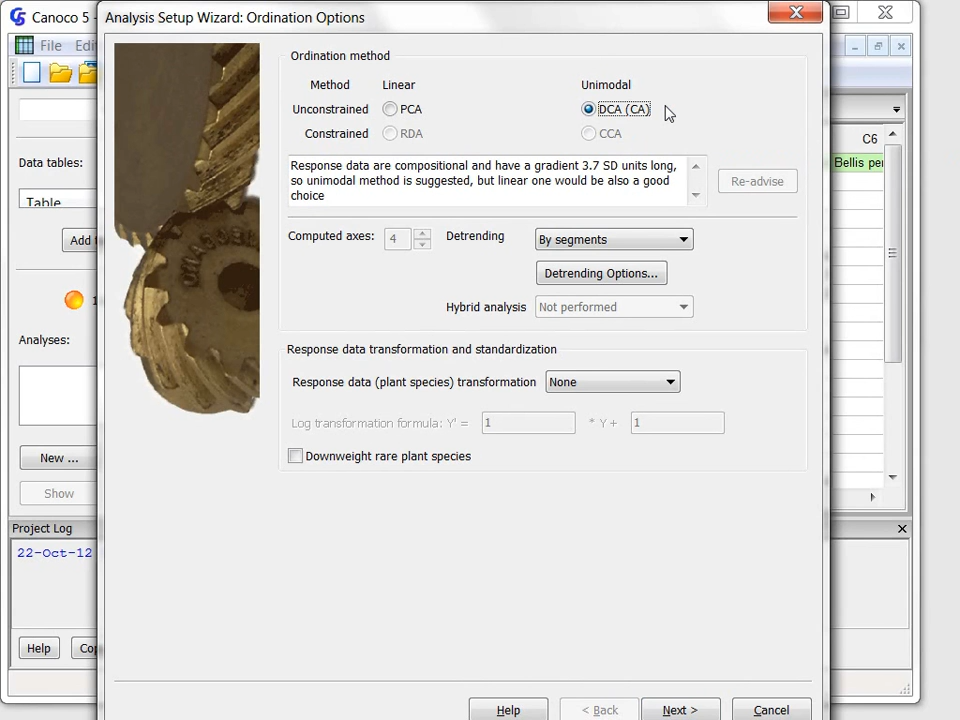 Canoco 5 -
Analysis Setup Wizard: Ordination Options
File Edi
Ordination method
Method Linear Unimodal
Unconstrained PCA DCA (CA)
Constrained RDA CCA
C6
Bellis per
Data tables:
Response data are compositional and have a gradient 3.7 SD units long,
so unimodal method is suggested, but linear one would be also a good
choice
Re-advise
Table
Add t
Computed axes: 4 Detrending By segments
Detrending Options...
1
Hybrid analysis Not performed
Analyses:
Response data transformation and standardization
Response data (plant species) transformation None
Log transformation formula: Y' = 1 * Y + 1
New ...
Downweight rare plant species
Show
Project Log
22-Oct-12
Help Cop
Help < Back Next > Cancel